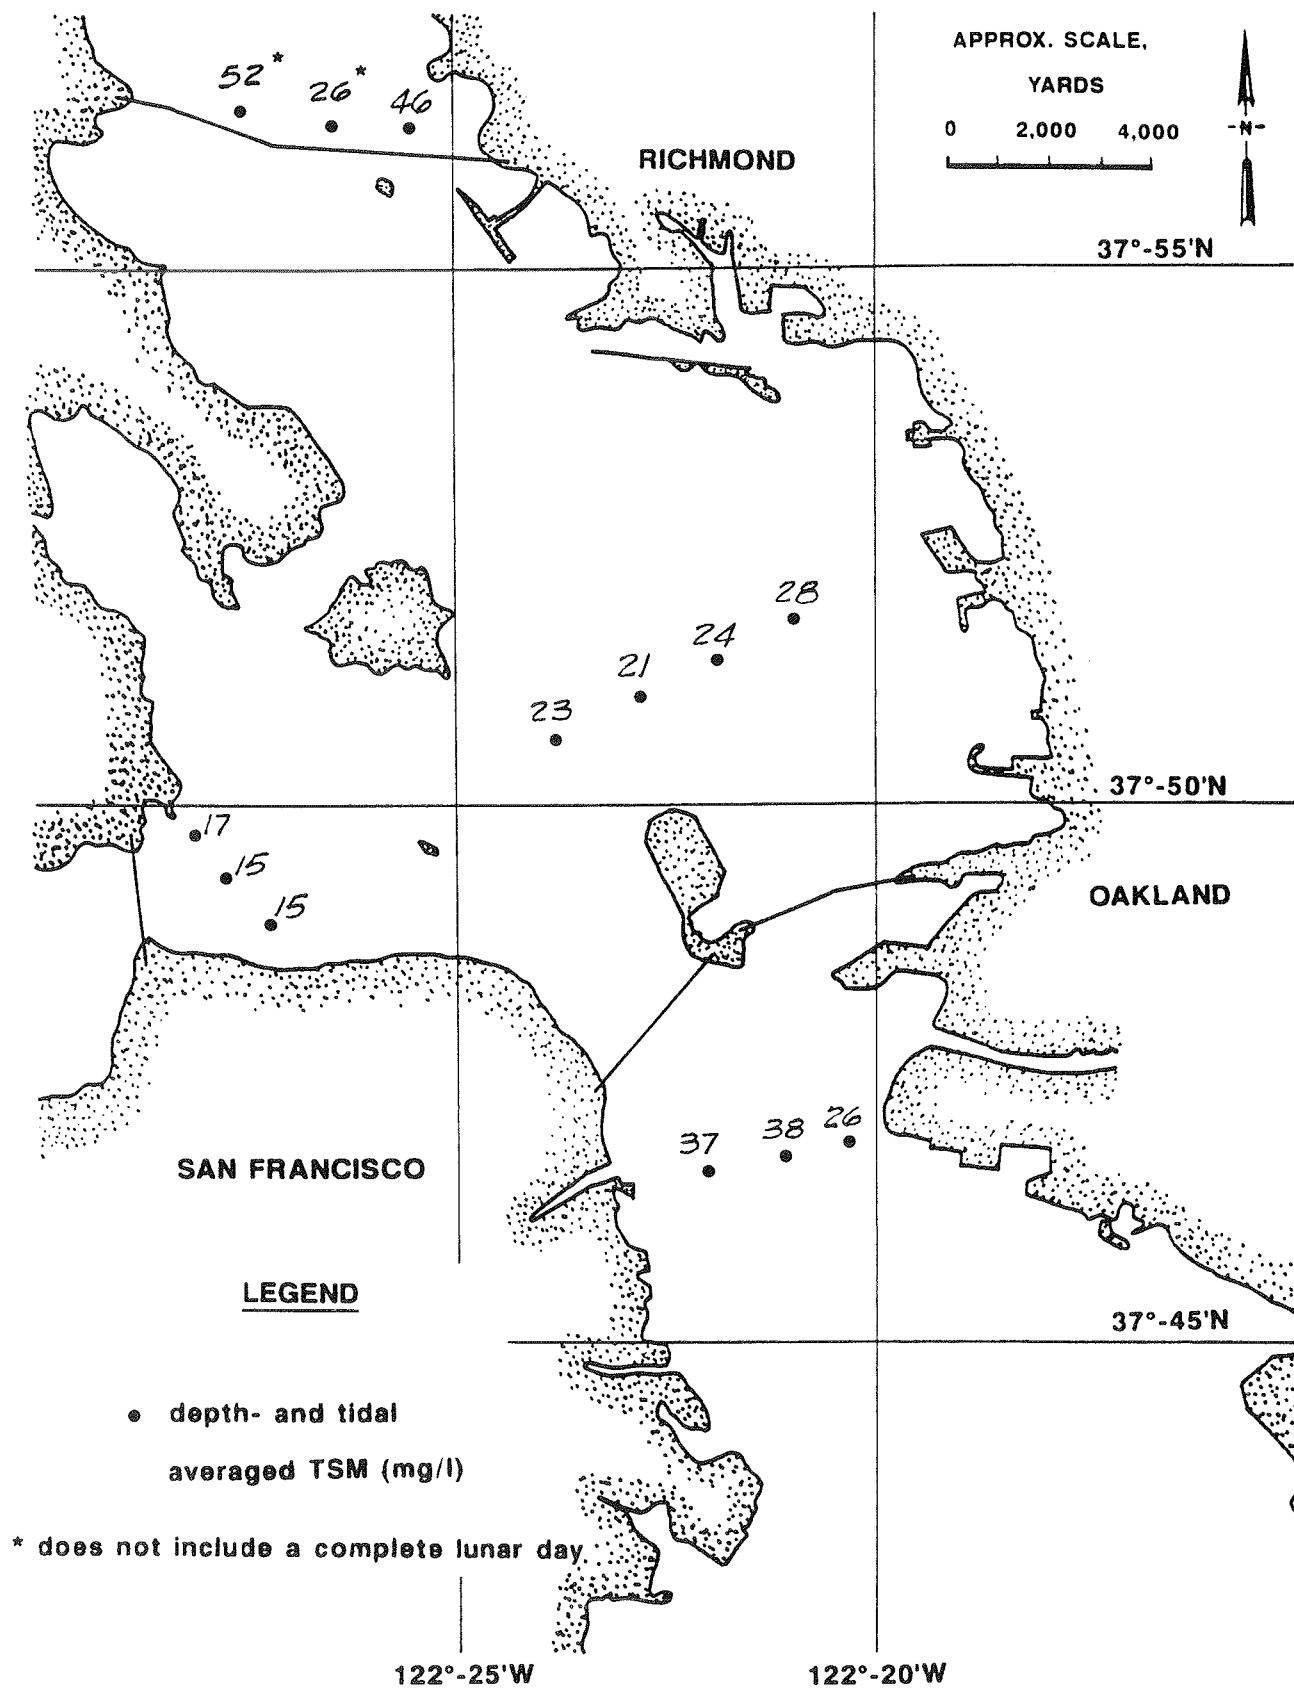 APPROX. SCALE,
YARDS
0 2,000 4,000
-N-
52*
26*
46
RICHMOND
37°-55'N
28
24
21
23
37°-50'N
17
15
15
OAKLAND
37
38
26
SAN FRANCISCO
LEGEND
37°-45'N
• depth- and tidal
averaged TSM (mg/l)
* does not include a complete lunar day.
122°-25'W
122°-20'W